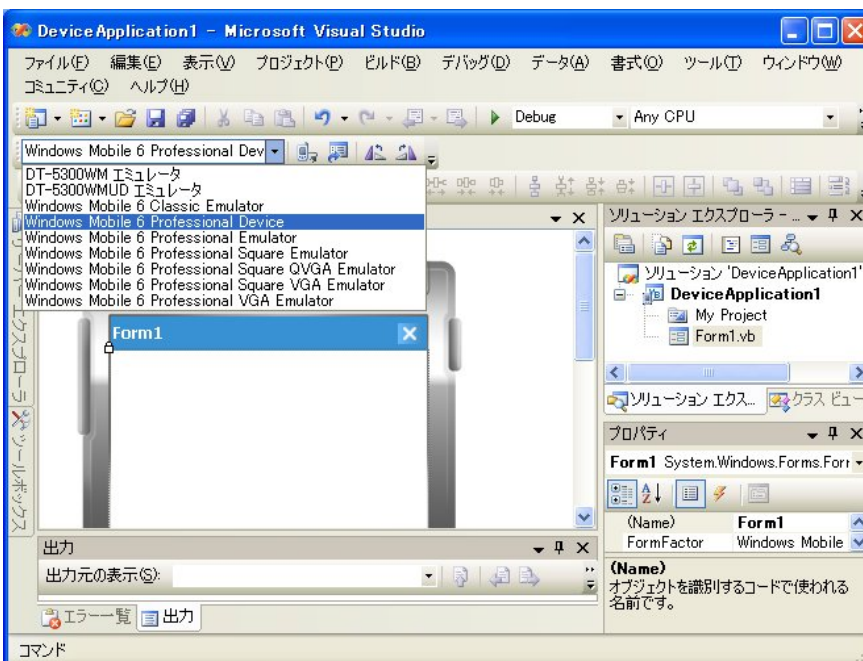 DeviceApplication1 - Microsoft Visual Studio
ファイル(F) 編集(E) 表示(V) プロジェクト(P) ビルド(B) デバッグ(D) データ(A) 書式(O) ツール(T) ウィンドウ(W)
コミュニティ(C) ヘルプ(H)
Debug Any CPU
Windows Mobile 6 Professional Dev
DT-5300WM エミュレータ
DT-5300WMUD エミュレータ
Windows Mobile 6 Classic Emulator
Windows Mobile 6 Professional Device
Windows Mobile 6 Professional Emulator
Windows Mobile 6 Professional Square Emulator
Windows Mobile 6 Professional Square QVGA Emulator
Windows Mobile 6 Professional Square VGA Emulator
Windows Mobile 6 Professional VGA Emulator
Form1
エクスプローラ
ツールボックス
ソリューション エクスプローラ - ...
ソリューション 'DeviceApplication1'
DeviceApplication1
My Project
Form1.vb
ソリューション エクス... クラス ビュー
プロパティ
Form1 System.Windows.Forms.Forr
(Name) Form1
FormFactor Windows Mobile
(Name)
オブジェクトを識別するコードで使われる
名前です。
出力
出力元の表示(S):
エラー一覧 出力
コマンド